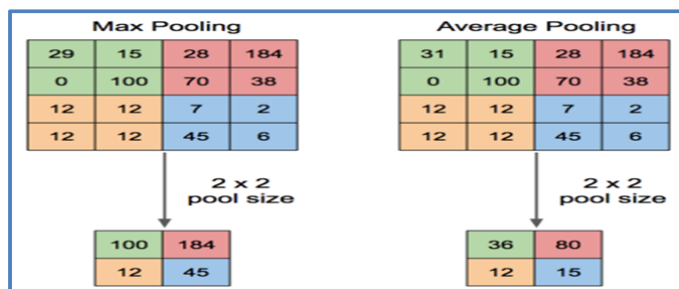 Max Pooling
29 15 28 184
0 100 70 38
12 12 7 2
12 12 45 6
2 x 2
pool size
100 184
12 45
Average Pooling
31 15 28 184
0 100 70 38
12 12 7 2
12 12 45 6
2 x 2
pool size
36 80
12 15